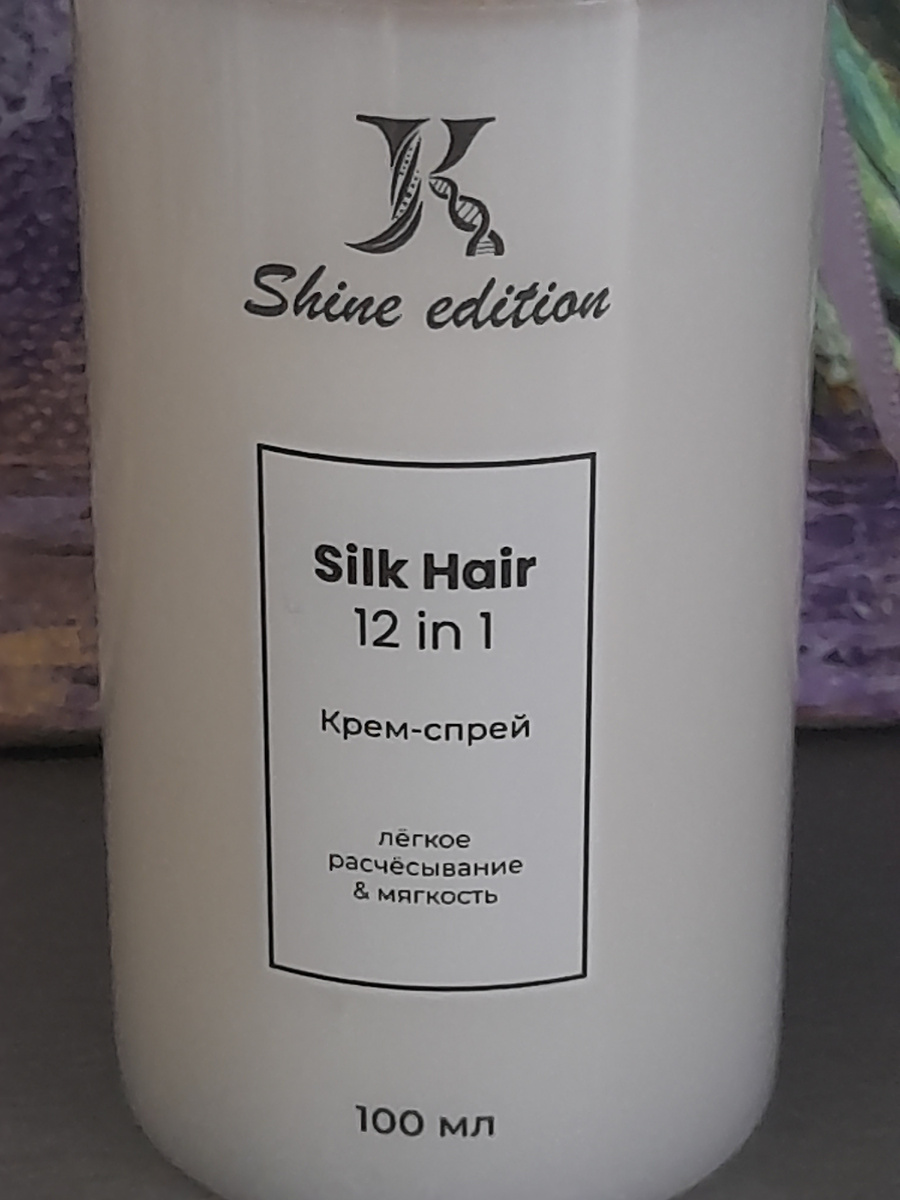 K
Shine edition
Silk Hair
12 in 1
Крем-спрей
лёгкое
расчёсывание
& мягкость
100 мл